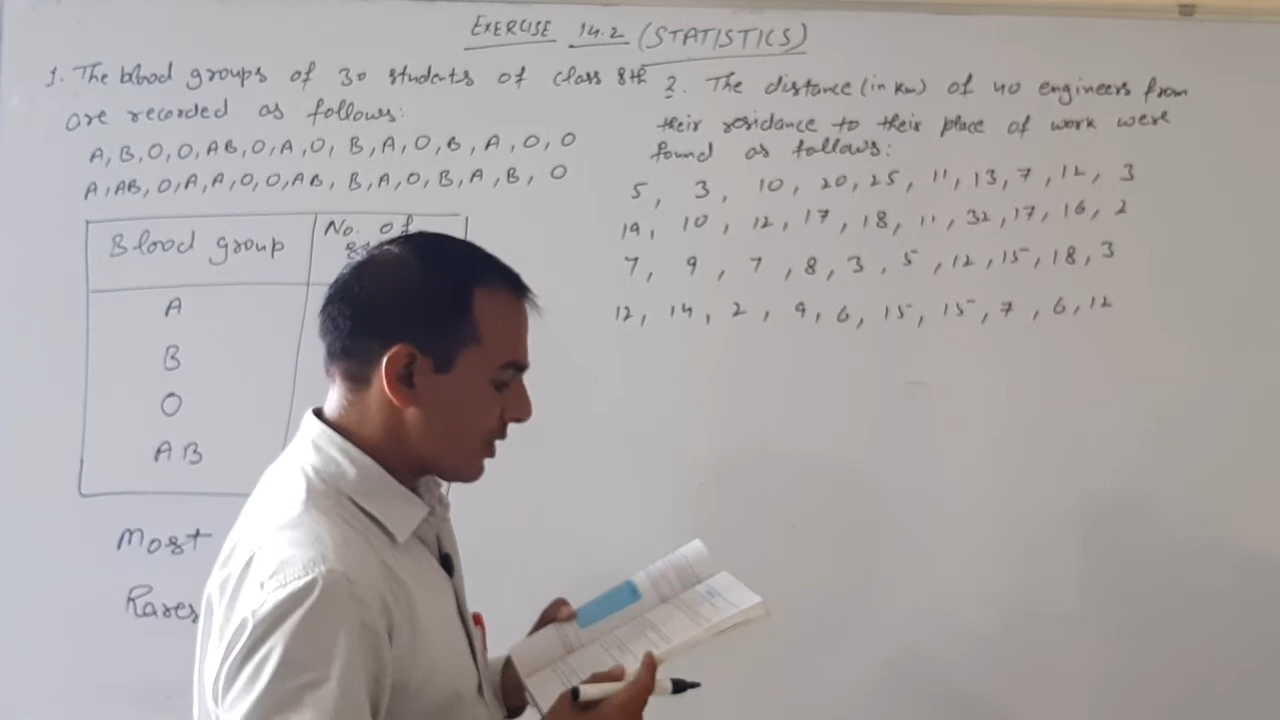 EXERCISE 14.2 (STATISTICS)
1. The blood groups of 30 students of class 8th
are recorded as follows:
A, B, O, O, AB, O, A, O, B, A, O, B, A, O, O
A, AB, O, A, A, O, O, AB, B, A, O, B, A, B, O
Blood group
No. of
A
B
O
AB
Most
2. The distance (in km) of 40 engineers from
their residance to their place of work were
found as follows:
5, 3, 10, 20, 25, 11, 13, 7, 12, 3
19, 10, 12, 17, 18, 11, 32, 17, 16, 2
7, 9, 7, 8, 3, 5, 12, 15, 18, 3
12, 14, 2, 9, 6, 15, 15, 7, 6, 12